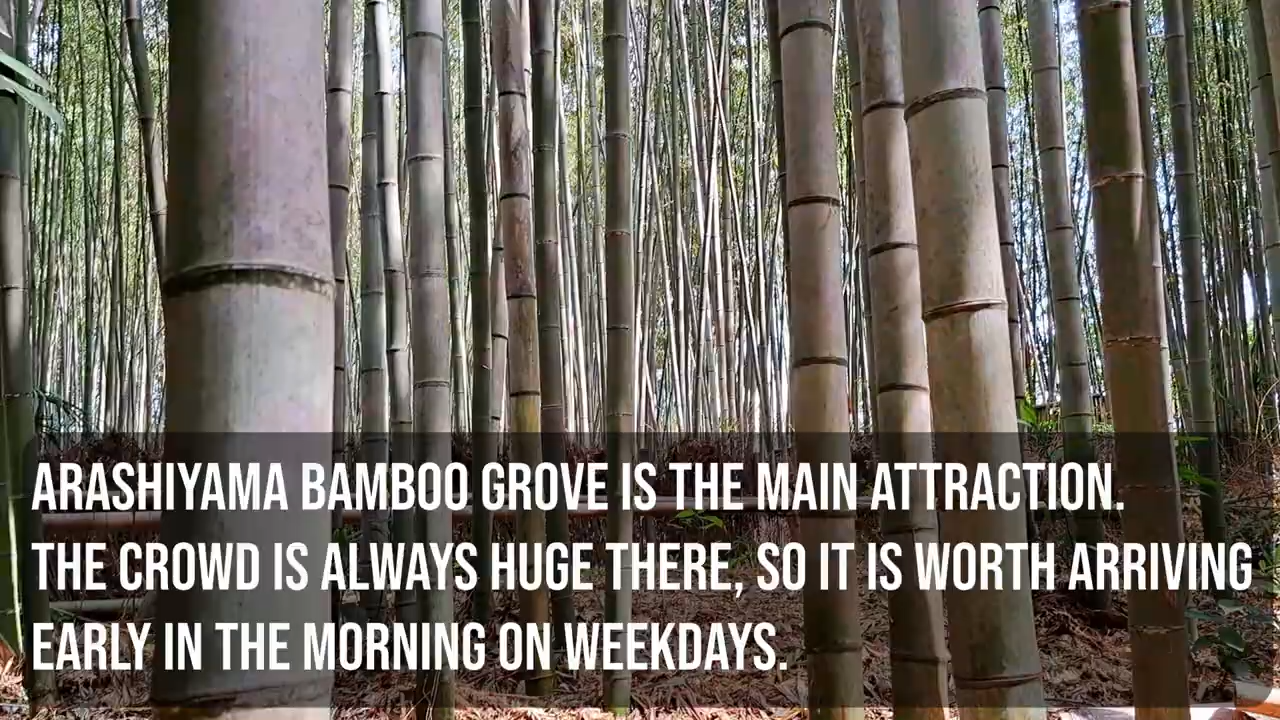 ARASHIYAMA BAMBOO GROVE IS THE MAIN ATTRACTION.
THE CROWD IS ALWAYS HUGE THERE, SO IT IS WORTH ARRIVING
EARLY IN THE MORNING ON WEEKDAYS.